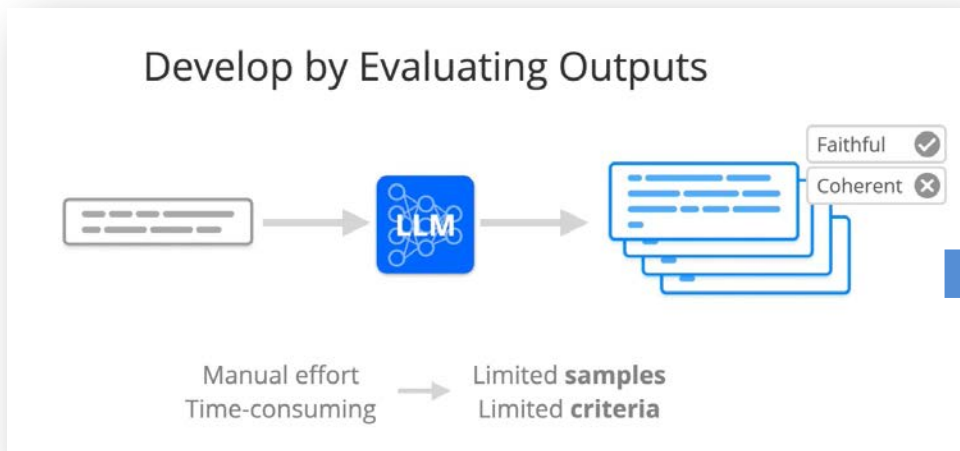 Develop by Evaluating Outputs
Faithful
Coherent
LLM
Manual effort
Time-consuming
Limited samples
Limited criteria